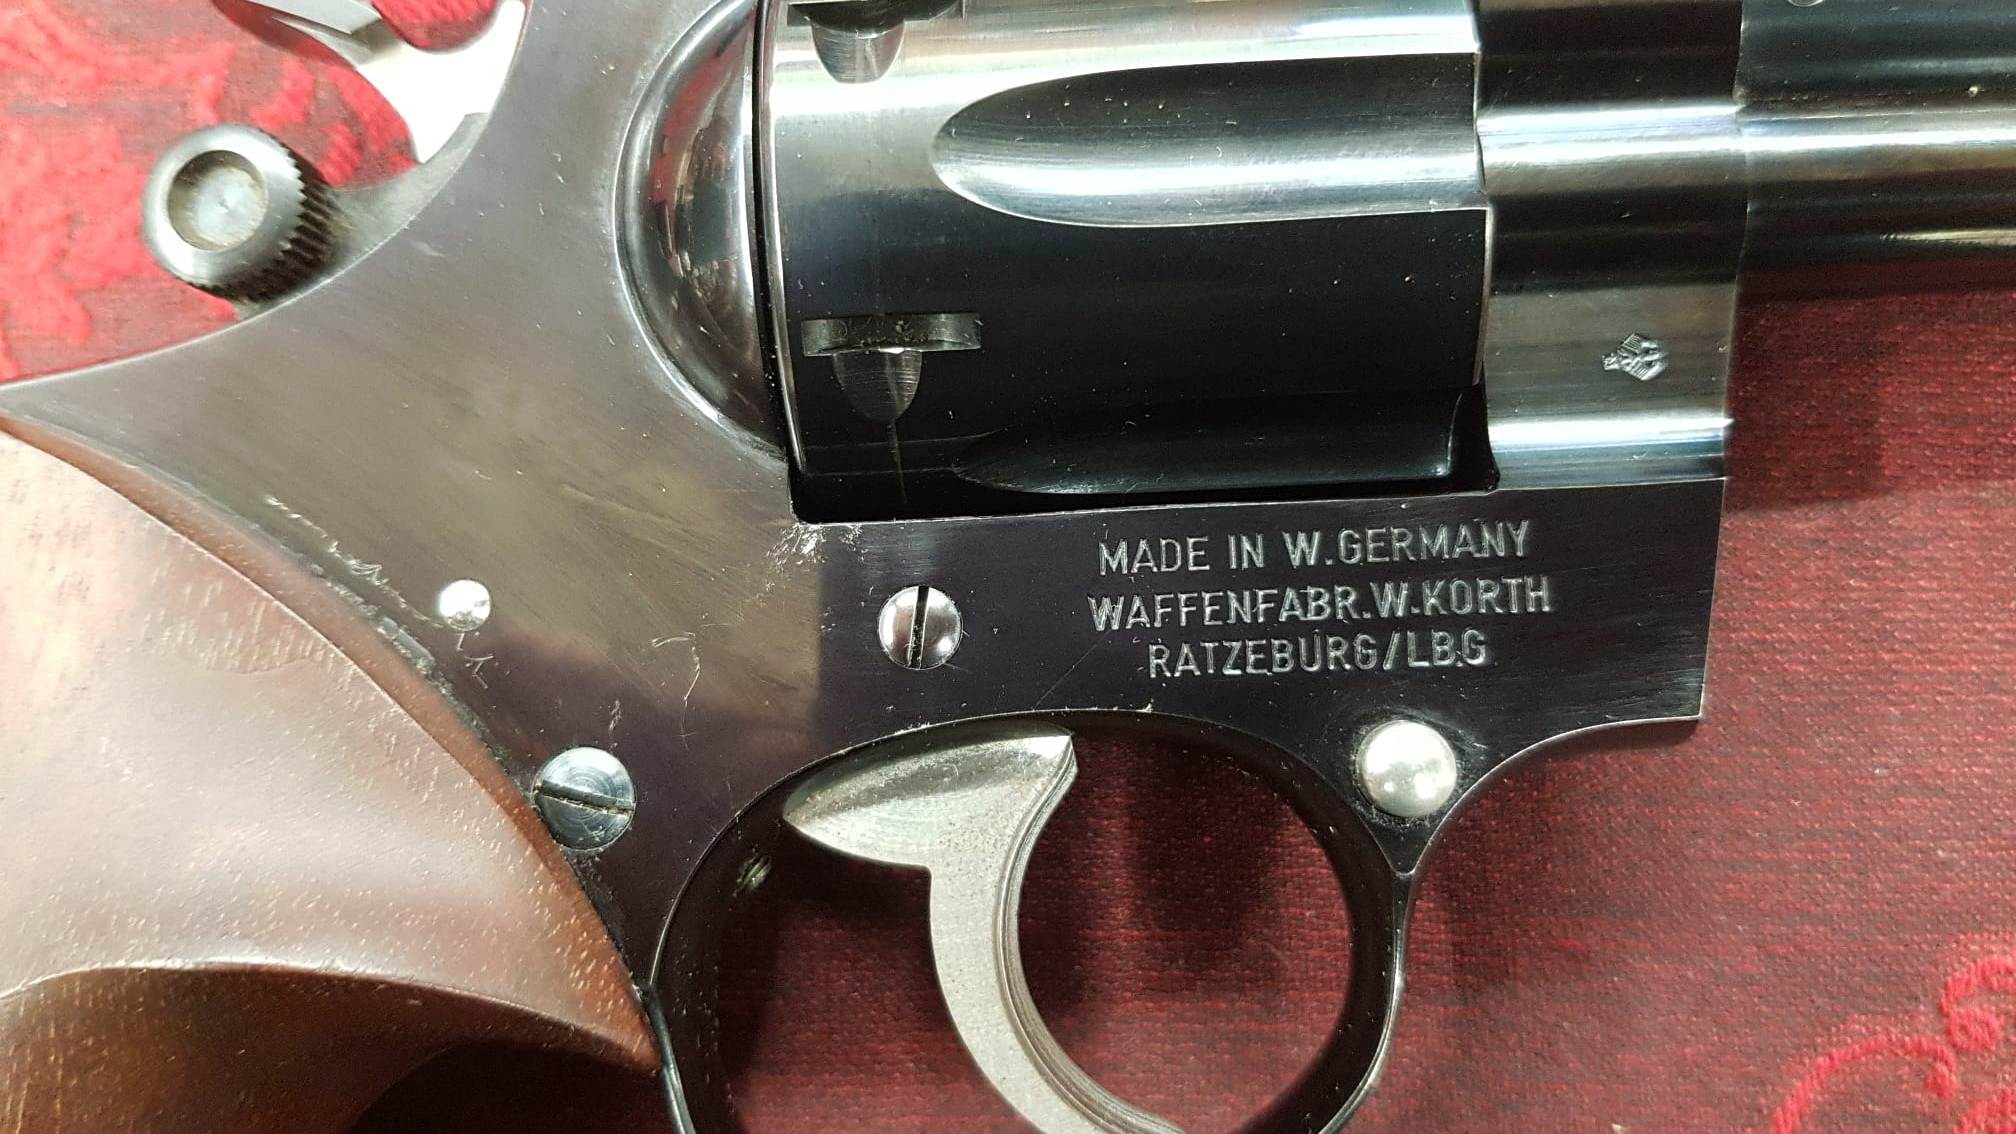 MADE IN W.GERMANY
WAFFENFABR.W.KORTH
RATZEBURG/LBG